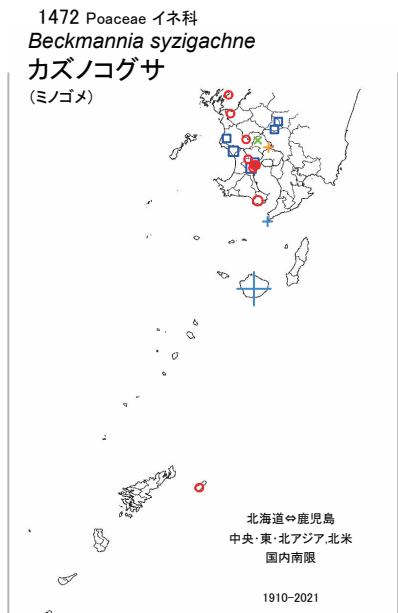 1472 Poaceae イネ科
Beckmannia syzigachne
カズノコグサ
(ミノゴメ)
北海道⇔鹿児島
中央・東・北アジア,北米
国内南限
1910-2021